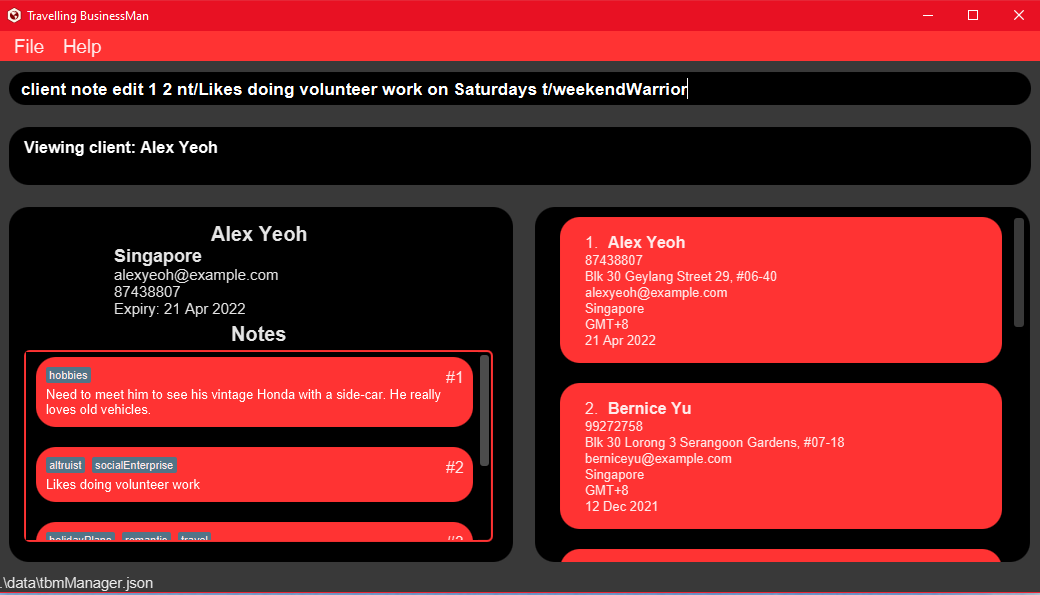 Travelling BusinessMan
File Help
client note edit 1 2 nt/Likes doing volunteer work on Saturdays t/weekendWarrior
Viewing client: Alex Yeoh
Alex Yeoh
Singapore
alexyeoh@example.com
87438807
Expiry: 21 Apr 2022
Notes
hobbies #1
Need to meet him to see his vintage Honda with a side-car. He really
loves old vehicles.
altruist socialEnterprise #2
Likes doing volunteer work
holidayPlans romantic travel
1. Alex Yeoh
87438807
Blk 30 Geylang Street 29, #06-40
alexyeoh@example.com
Singapore
GMT+8
21 Apr 2022
2. Bernice Yu
99272758
Blk 30 Lorong 3 Serangoon Gardens, #07-18
berniceyu@example.com
Singapore
GMT+8
12 Dec 2021
.\data\tbmManager.json